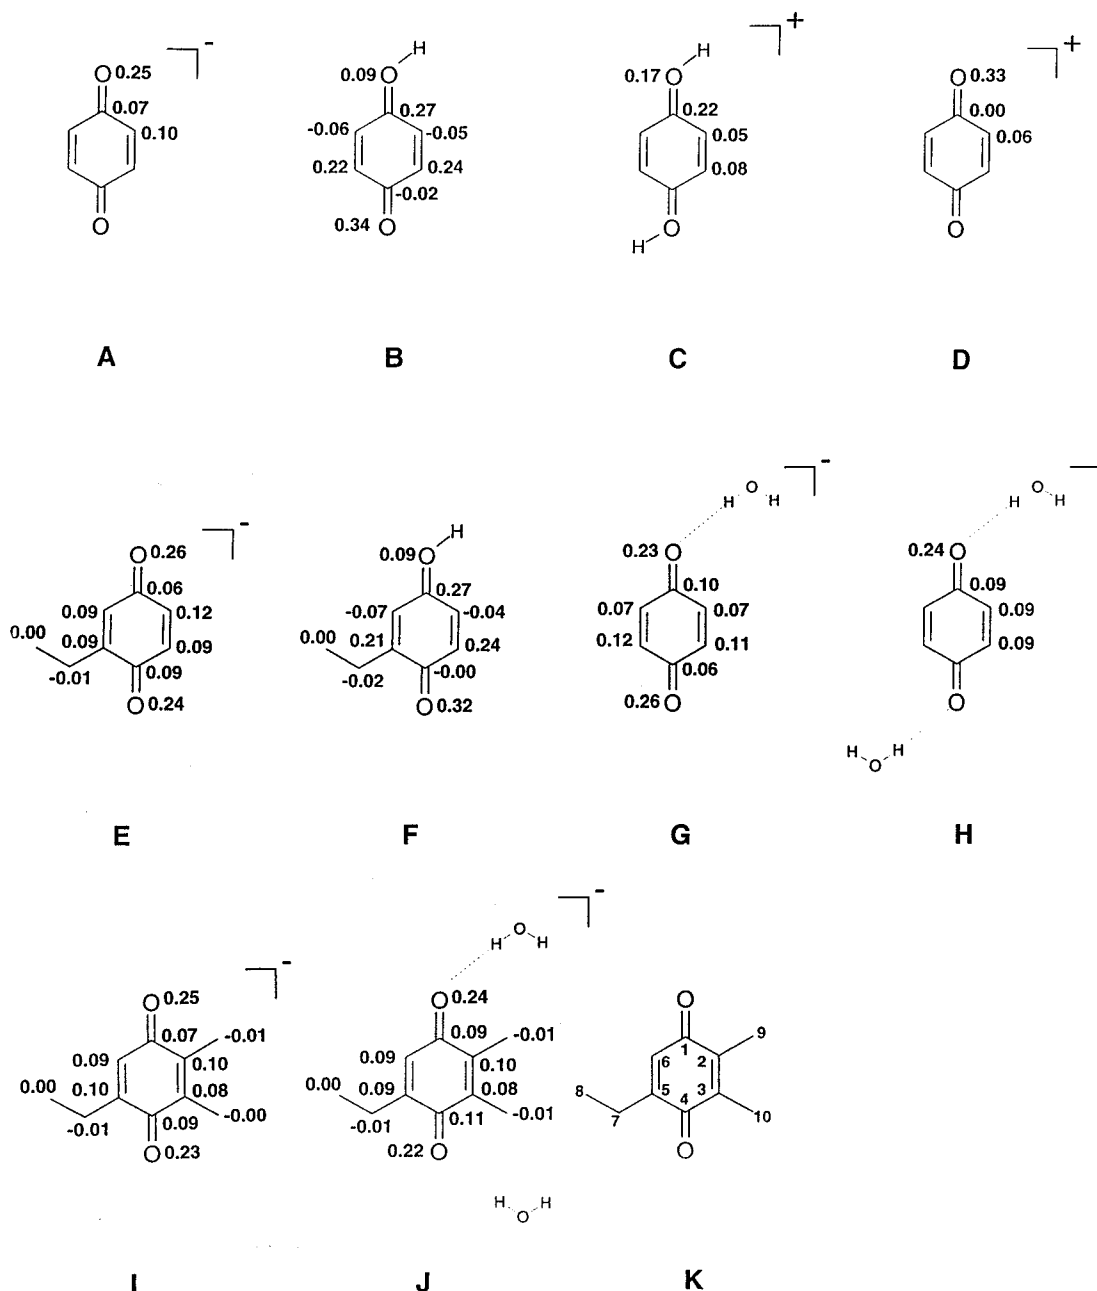 H
-
+
+
O 0.25
0.09 O
0.17 O
H
O 0.33
0.07
0.27
0.22
0.00
0.10
-0.06
-0.05
0.05
0.06
0.22
0.24
0.08
-0.02
O
0.34 O
O
O
H
A
B
C
D
-
-
H O H
H O H
-
H
O 0.26
0.09 O
0.23 O
0.24 O
0.06
0.27
0.10
0.09
0.09
0.12
-0.07
-0.04
0.07
0.07
0.09
0.00
0.09
0.09
0.00
0.21
0.24
0.12
0.11
0.09
-0.01
0.09
-0.02
-0.00
0.06
O 0.24
O 0.32
0.26 O
O
H O H
E
F
G
H
-
H O H
-
O 0.25
O 0.24
O
0.07
-0.01
0.09
-0.01
1
9
0.09
0.10
0.09
0.10
6
2
0.00
0.10
0.08
0.00
0.09
0.08
8
5
3
-0.01
0.09
-0.00
-0.01
0.11
-0.01
7
4
10
O 0.23
0.22 O
O
H O H
I
J
K